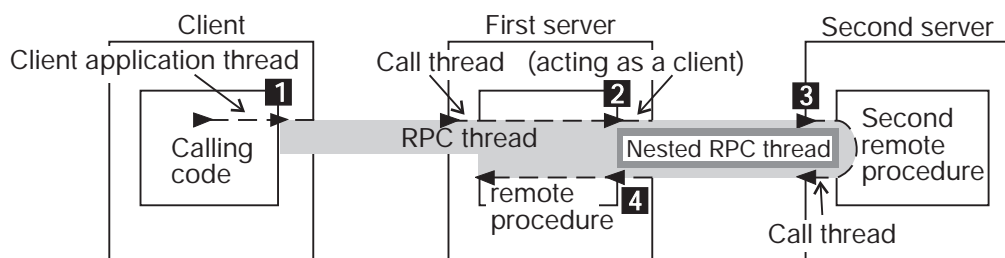 Client
First server
Second server
Client application thread
Call thread (acting as a client)
1
2
3
RPC thread
Calling
code
Nested RPC thread
Second
remote
procedure
remote
procedure
4
Call thread